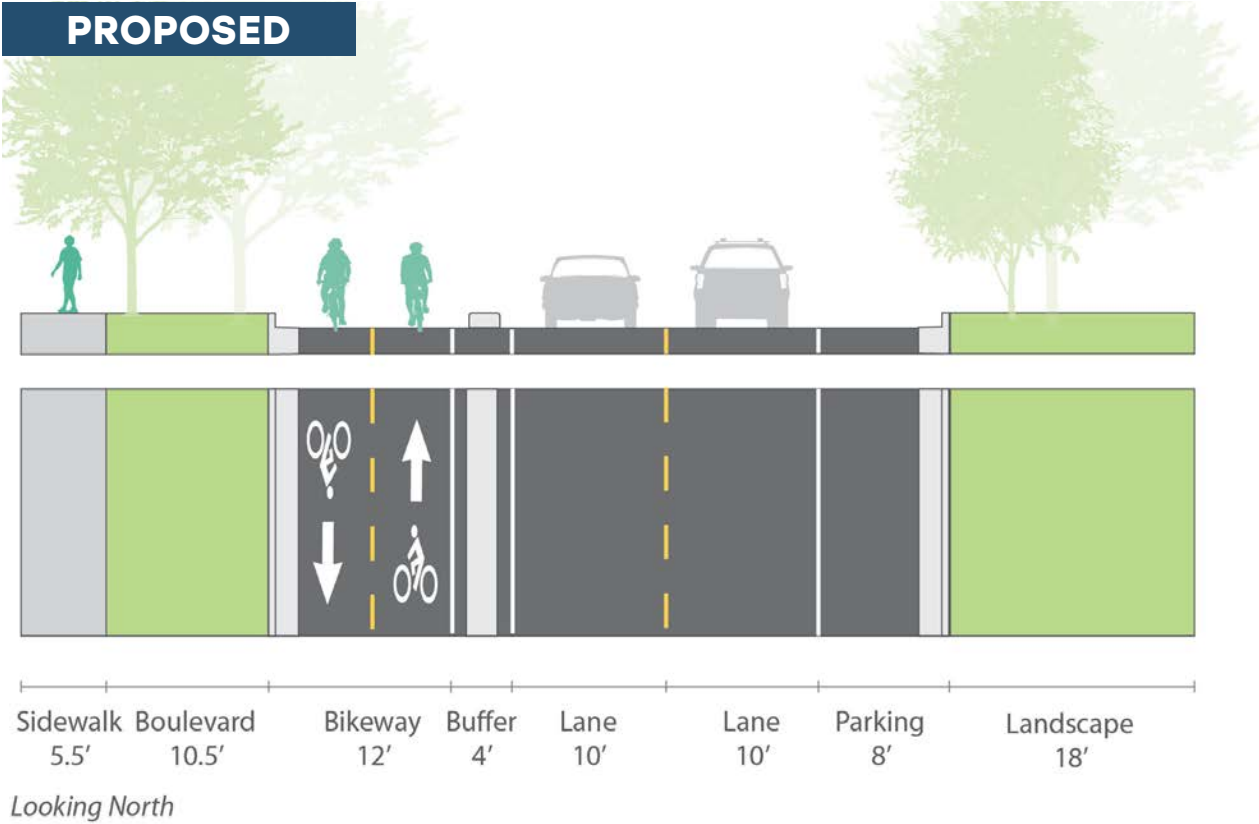 PROPOSED
Sidewalk Boulevard Bikeway Buffer Lane Lane Parking Landscape
5.5’ 10.5’ 12’ 4’ 10’ 10’ 8’ 18’
Looking North